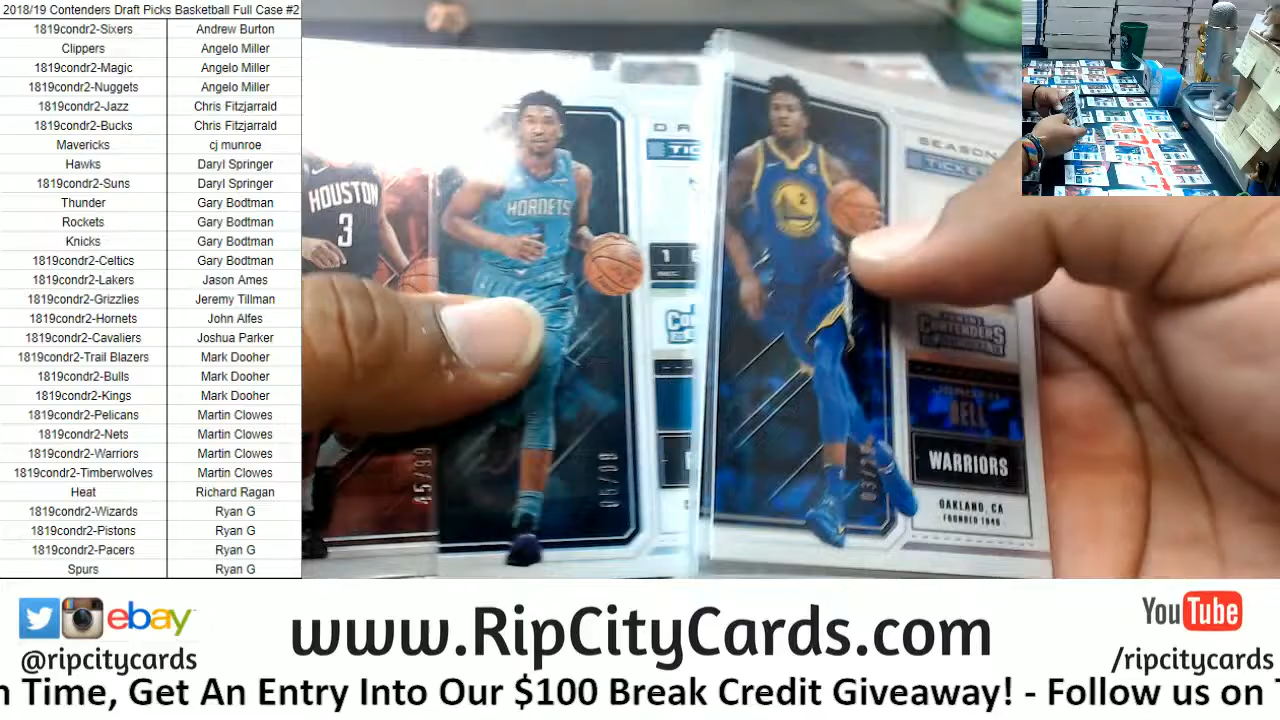 2018/19 Contenders Draft Picks Basketball Full Case #2
1819condr2-Sixers Andrew Burton
Clippers Angelo Miller
1819condr2-Magic Angelo Miller
1819condr2-Nuggets Angelo Miller
1819condr2-Jazz Chris Fitzjarrald
1819condr2-Bucks Chris Fitzjarrald
Mavericks cj munroe
Hawks Daryl Springer
1819condr2-Suns Daryl Springer
Thunder Gary Bodtman
Rockets Gary Bodtman
Knicks Gary Bodtman
1819condr2-Celtics Gary Bodtman
1819condr2-Lakers Jason Ames
1819condr2-Grizzlies Jeremy Tillman
1819condr2-Hornets John Alfes
1819condr2-Cavaliers Joshua Parker
1819condr2-Trail Blazers Mark Dooher
1819condr2-Bulls Mark Dooher
1819condr2-Kings Mark Dooher
1819condr2-Pelicans Martin Clowes
1819condr2-Nets Martin Clowes
1819condr2-Warriors Martin Clowes
1819condr2-Timberwolves Martin Clowes
Heat Richard Ragan
1819condr2-Wizards Ryan G
1819condr2-Pistons Ryan G
1819condr2-Pacers Ryan G
Spurs Ryan G
HOUSTON
3
HORNETS
2
SEASON
TICKET
CONTENDERS
BELL
WARRIORS
OAKLAND, CA
FOUNDED 1946
ebay
@ripcitycards
www.RipCityCards.com
YouTube
/ripcitycards
n Time, Get An Entry Into Our $100 Break Credit Giveaway! - Follow us on